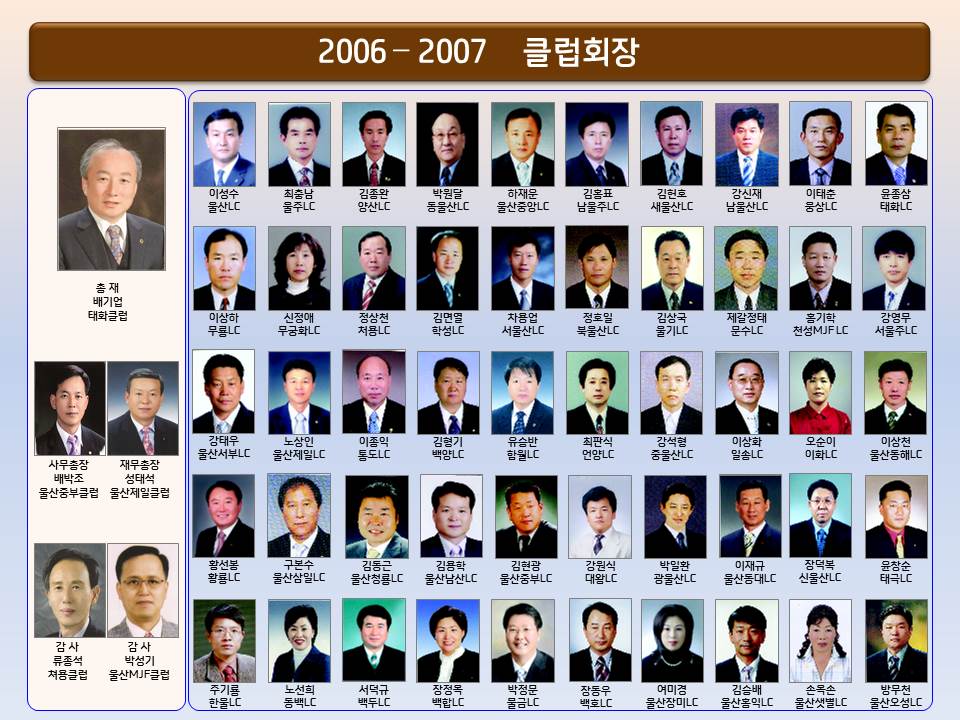 2006 – 2007 클럽회장
총 재
배기업
태화클럽
사무총장
배박조
울산중부클럽
재무총장
성태석
울산제일클럽
감 사
류종석
처용클럽
감 사
박성기
울산MJF클럽
이성수
울산LC
최충남
울주LC
김종완
양산LC
박원달
동울산LC
하재운
울산중앙LC
김홍표
남울주LC
김현호
새울산LC
강신재
남울산LC
이태춘
웅상LC
윤종삼
태화LC
이상하
무룡LC
신정애
무궁화LC
정상천
처용LC
김면열
학성LC
차용업
서울산LC
정호일
북울산LC
김상국
울기LC
제갈정태
문수LC
홍기학
천성MJF LC
강영무
서울주LC
강태우
울산서부LC
노상인
울산제일LC
이종익
통도LC
김형기
백양LC
유승반
함월LC
최판식
언양LC
강석형
중울산LC
이상화
일송LC
오순이
이화LC
이상천
울산동해LC
황선봉
황룡LC
구본수
울산삼일LC
김동근
울산청룡LC
김용학
울산남산LC
김현광
울산중부LC
강원식
대왕LC
박일환
광울산LC
이재규
울산동대LC
장덕복
신울산LC
윤창순
태극LC
주기룡
한울LC
노선희
동백LC
서덕규
백두LC
장정옥
백합LC
박정문
물금LC
장동우
백호LC
여미경
울산장미LC
김승배
울산홍익LC
손옥손
울산샛별LC
방무천
울산오성LC